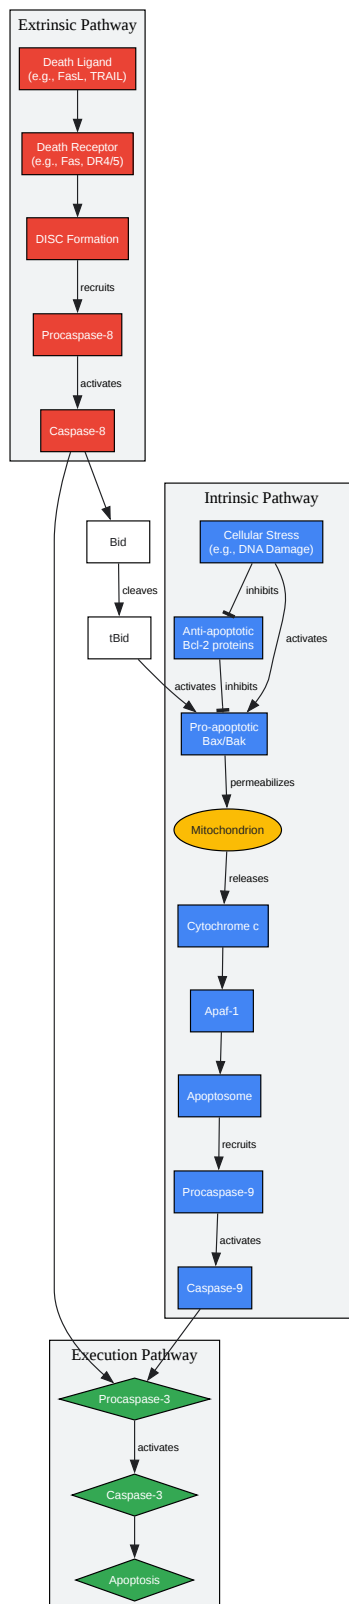 Extrinsic Pathway
Death Ligand
(e.g., FasL, TRAIL)
Death Receptor
(e.g., Fas, DR4/5)
DISC Formation
recruits
Procaspase-8
activates
Caspase-8
Intrinsic Pathway
Cellular Stress
(e.g., DNA Damage)
Bid
inhibits
cleaves
Anti-apoptotic
Bcl-2 proteins
activates
tBid
activates
inhibits
Pro-apoptotic
Bax/Bak
permeabilizes
Mitochondrion
releases
Cytochrome c
Apaf-1
Apoptosome
recruits
Procaspase-9
activates
Caspase-9
Execution Pathway
Procaspase-3
activates
Caspase-3
Apoptosis